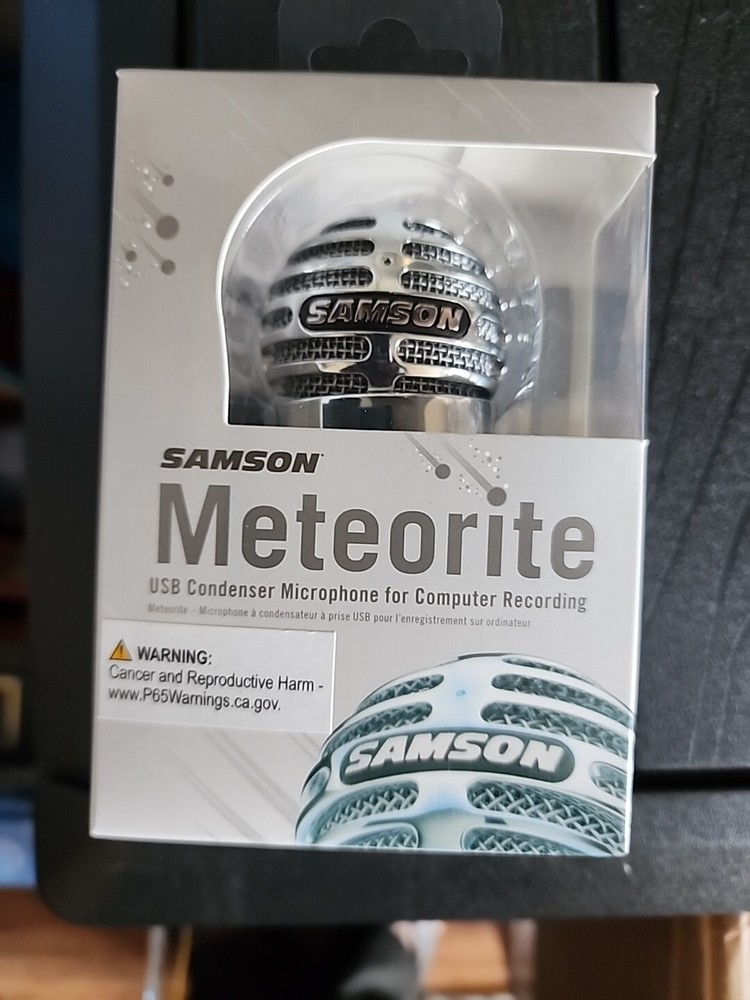 SAMSON
SAMSON
Meteorite
USB Condenser Microphone for Computer Recording
Meteorite – Microphone à condensateur à prise USB pour l'enregistrement sur ordinateur
WARNING:
Cancer and Reproductive Harm -
www.P65Warnings.ca.gov.
SAMSON